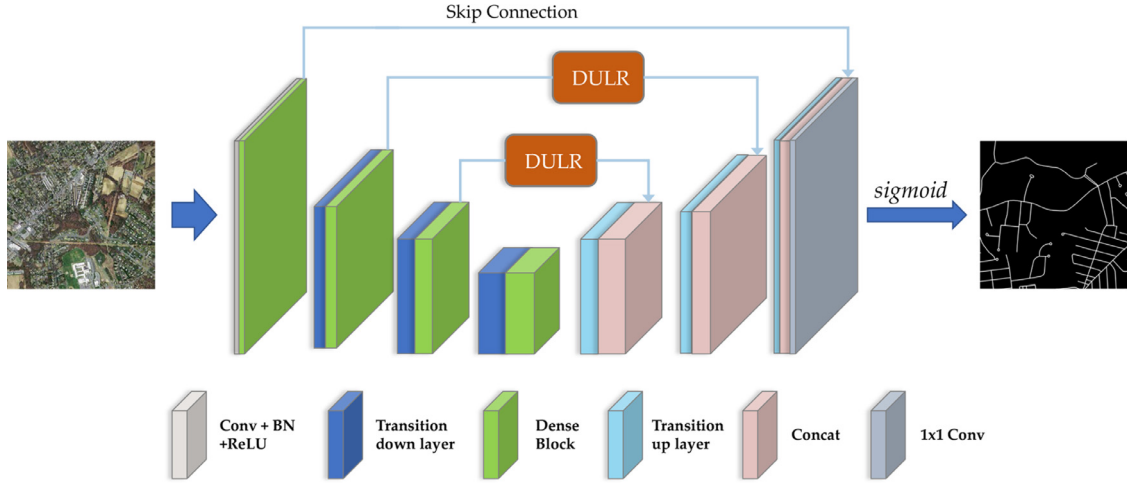 Skip Connection
DULR
DULR
sigmoid
Conv + BN
+ReLU
Transition
down layer
Dense
Block
Transition
up layer
Concat
1x1 Conv